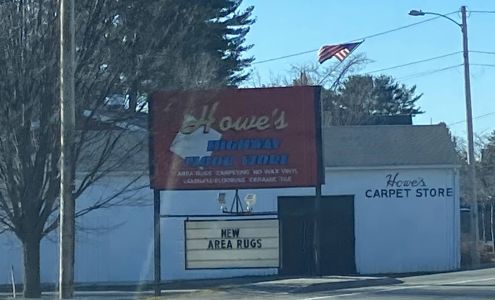 Howe's
HIGHWAY
FLOOR STORE
AREA RUGS CARPETING NO-WAX VINYL
LAMINATE FLOORING CERAMIC TILE
NEW
AREA RUGS
Howe's
CARPET STORE